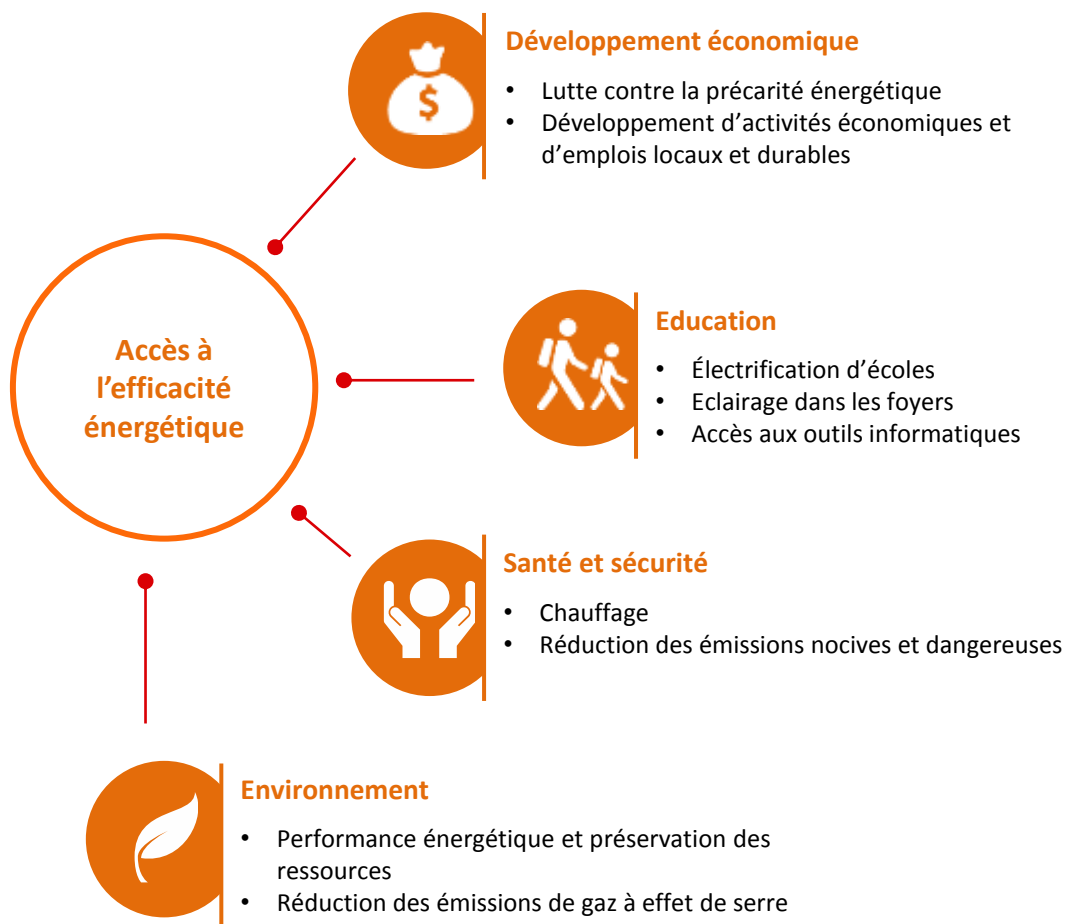 Développement économique
• Lutte contre la précarité énergétique
• Développement d'activités économiques et
d'emplois locaux et durables
$
Accès à
l'efficacité
énergétique
Education
• Électrification d'écoles
• Eclairage dans les foyers
• Accès aux outils informatiques
Santé et sécurité
• Chauffage
• Réduction des émissions nocives et dangereuses
Environnement
• Performance énergétique et préservation des
ressources
• Réduction des émissions de gaz à effet de serre